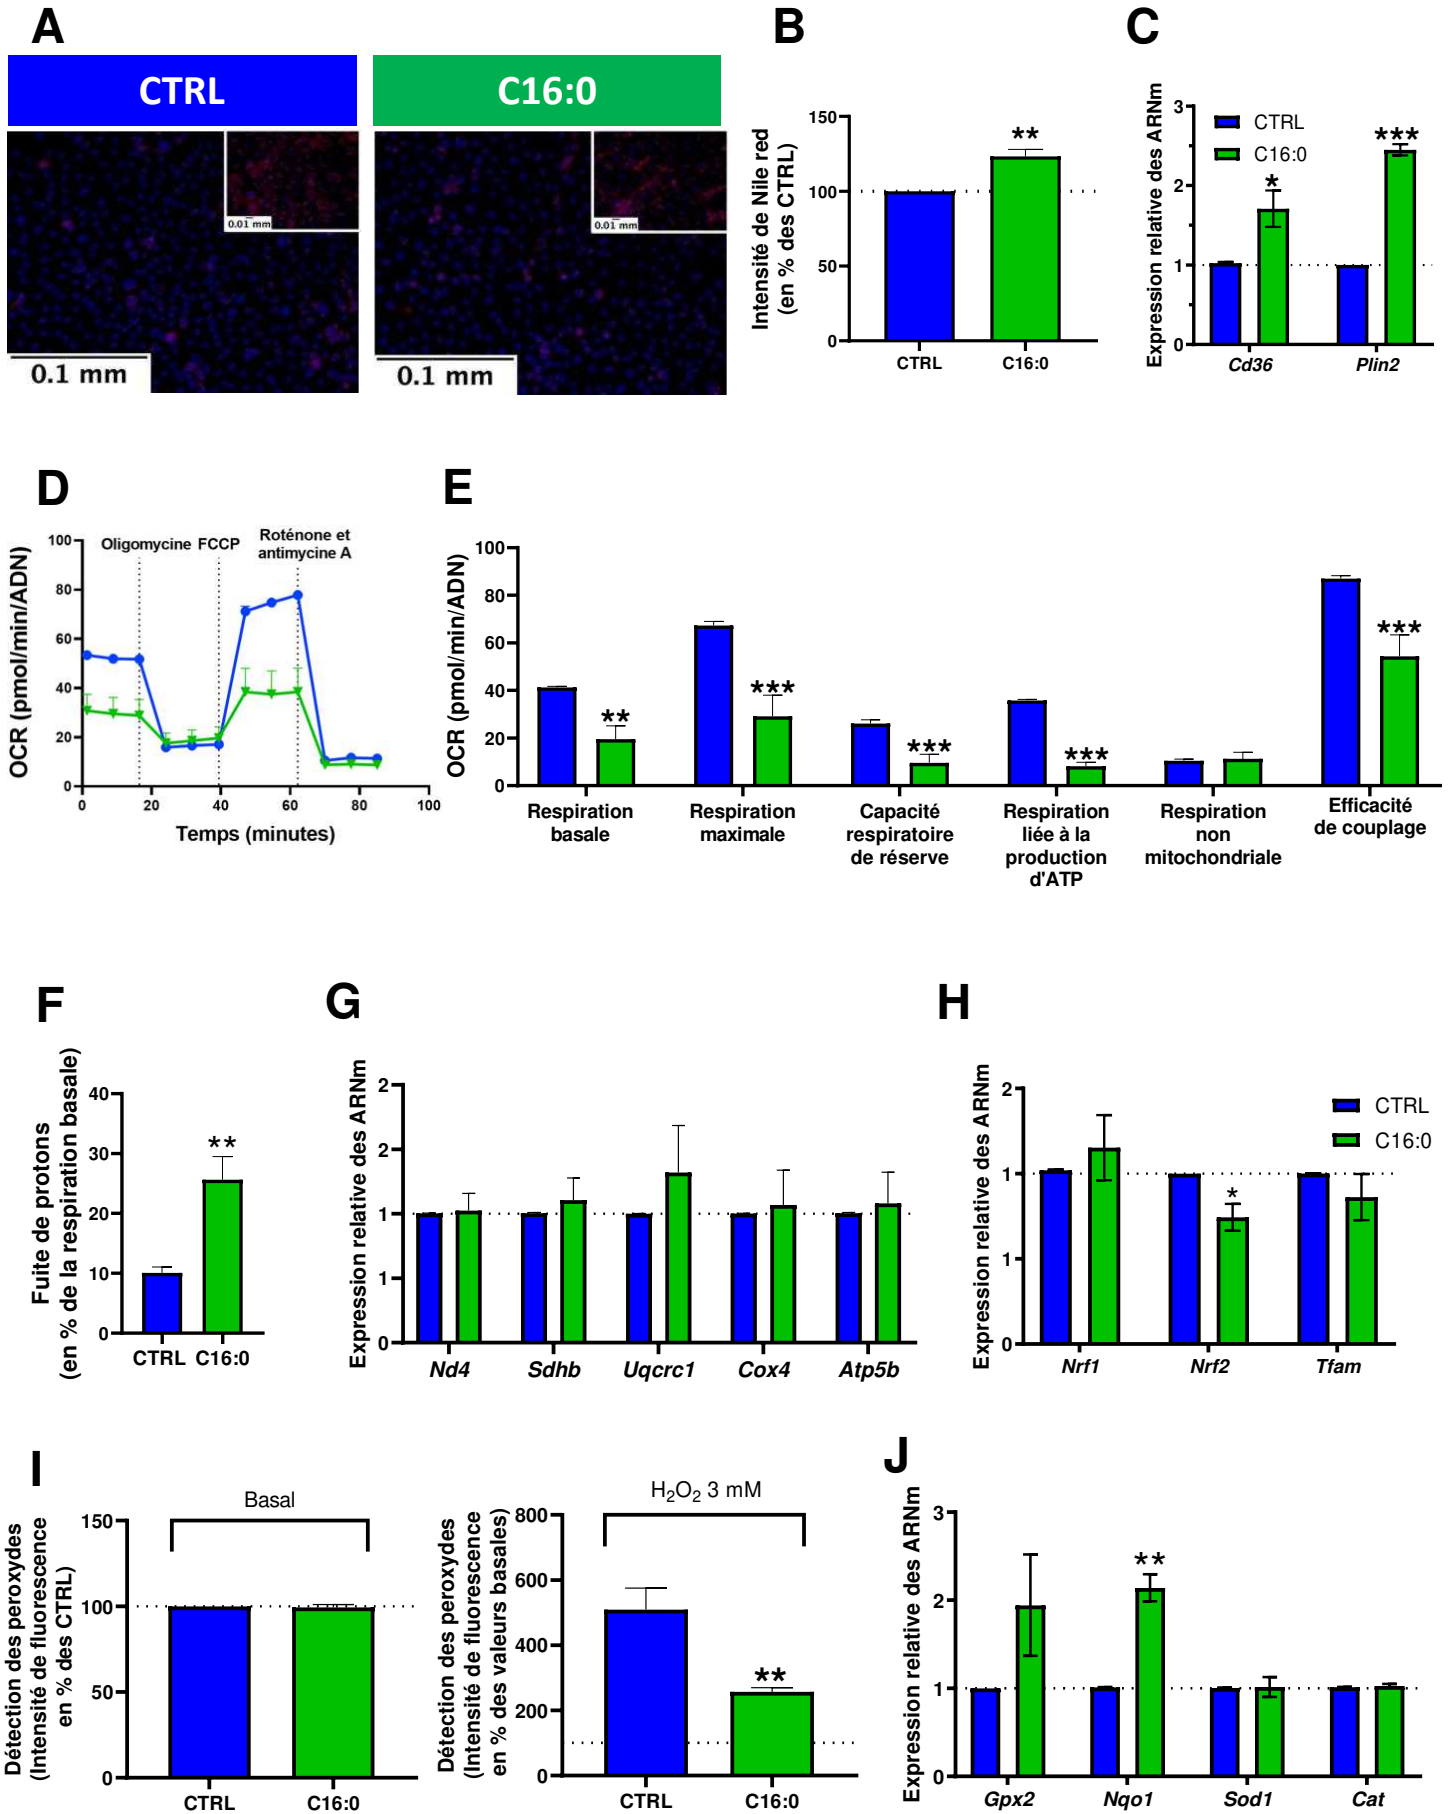 A
CTRL
C16:0
0.01 mm
0.01 mm
0.1 mm
0.1 mm
B
Intensité de Nile red
(en % des CTRL)
150
100
50
0
**
CTRL
C16:0
C
Expression relative des ARNm
3
2
1
0
CTRL
C16:0
*
***
Cd36
Plin2
D
OCR (pmol/min/ADN)
100
80
60
40
20
0
Oligomycine
FCCP
Roténone et
antimycine A
0
20
40
60
80
100
Temps (minutes)
E
OCR (pmol/min/ADN)
100
80
60
40
20
0
**
***
***
***
***
Respiration
basale
Respiration
maximale
Capacité
respiratoire
de réserve
Respiration
liée à la
production
d'ATP
Respiration
non
mitochondriale
Efficacité
de couplage
F
Fuite de protons
(en % de la respiration basale)
40
30
20
10
0
**
CTRL
C16:0
G
Expression relative des ARNm
2
2
1
1
0
Nd4
Sdhb
Uqcrc1
Cox4
Atp5b
H
Expression relative des ARNm
2
1
1
0
CTRL
C16:0
*
Nrf1
Nrf2
Tfam
I
Détection des peroxydes
(Intensité de fluorescence
en % des CTRL)
150
100
50
0
Basal
CTRL
C16:0
Détection des peroxydes
(Intensité de fluorescence
en % des valeurs basales)
800
600
400
200
0
H₂O₂ 3 mM
**
CTRL
C16:0
J
Expression relative des ARNm
3
2
1
0
**
Gpx2
Nqo1
Sod1
Cat